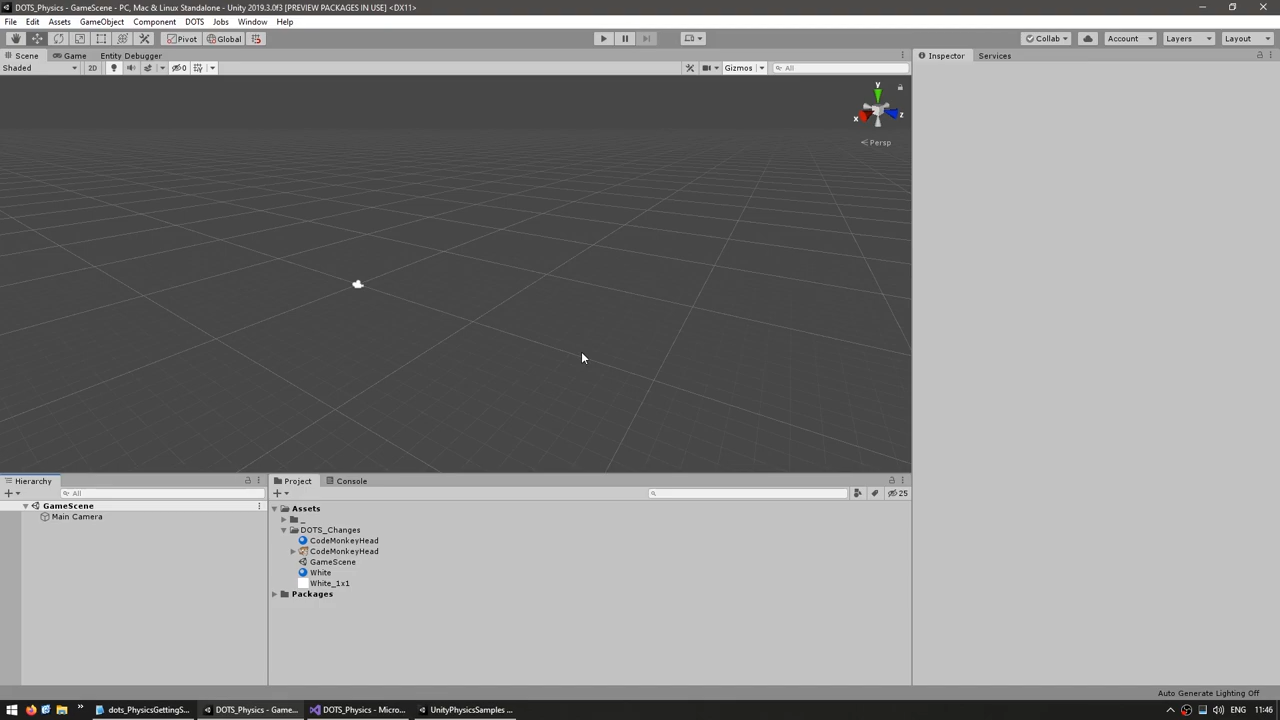 DOTS_Physics - GameScene - PC, Mac & Linux Standalone - Unity 2019.3.0f3 [PREVIEW PACKAGES IN USE] <DX11>
File Edit Assets GameObject Component DOTS Jobs Window Help
Pivot Global Collab Account Layers Layout
Scene Game Entity Debugger Inspector Services
Shaded 2D 0 Gizmos All
y
x z
Persp
Hierarchy Project Console
All 25
GameScene Assets
Main Camera _
DOTS_Changes
CodeMonkeyHead
CodeMonkeyHead
GameScene
White
White_1x1
Packages
Auto Generate Lighting Off
dots_PhysicsGettingS... DOTS_Physics - Game... DOTS_Physics - Micro... UnityPhysicsSamples ... ENG 11:46